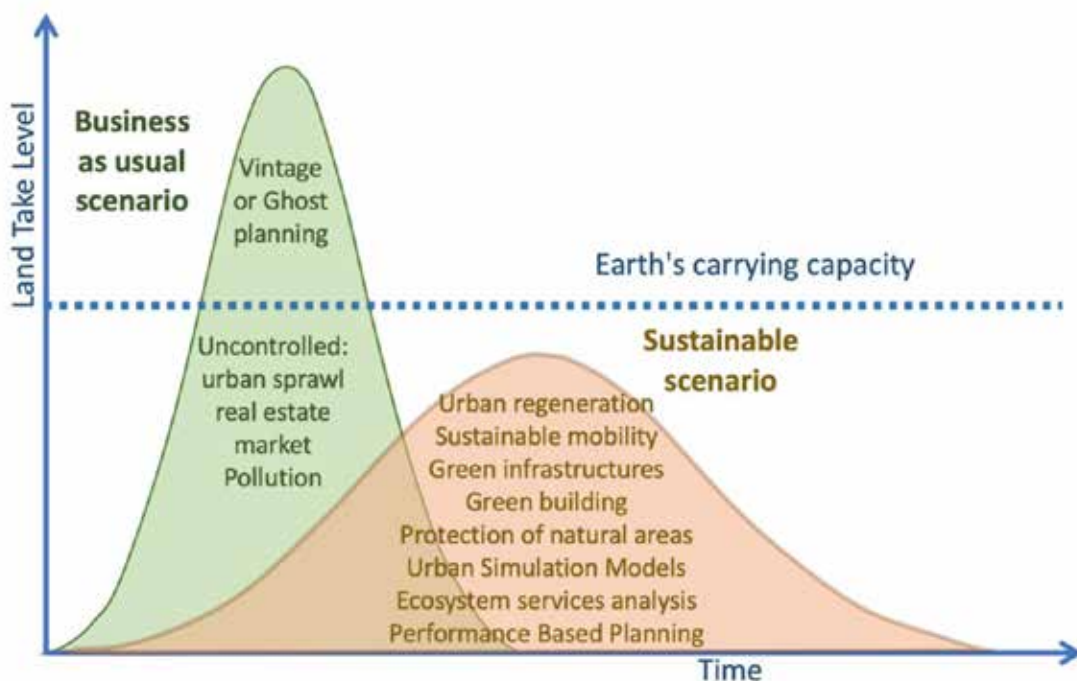 Land Take Level
Business
as usual
scenario
Vintage
or Ghost
planning
Earth's carrying capacity
Uncontrolled:
urban sprawl
real estate
market
Pollution
Sustainable
scenario
Urban regeneration
Sustainable mobility
Green infrastructures
Green building
Protection of natural areas
Urban Simulation Models
Ecosystem services analysis
Performance Based Planning
Time